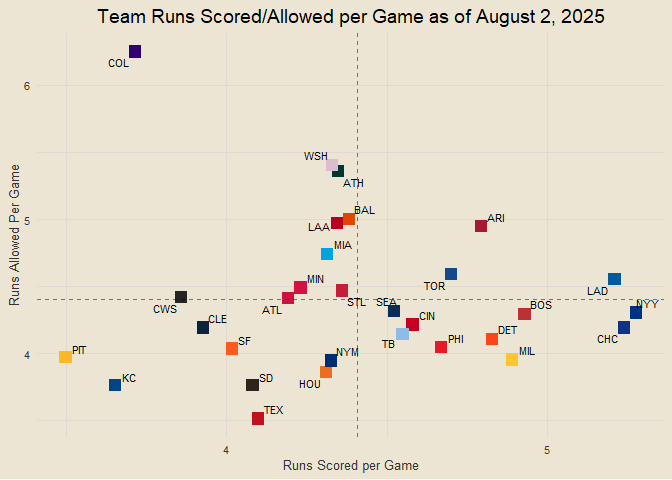 Team Runs Scored/Allowed per Game as of August 2, 2025
COL
6
WSH
ATH
BAL
LAA
ARI
5
MIA
TOR
MIN
LAD
CWS
ATL
STL
SEA
NYY
BOS
CLE
CIN
CHC
TB
DET
SF
PHI
PIT
NYM
MIL
4
KC
HOU
SD
TEX
4
5
Runs Scored per Game
Runs Allowed Per Game